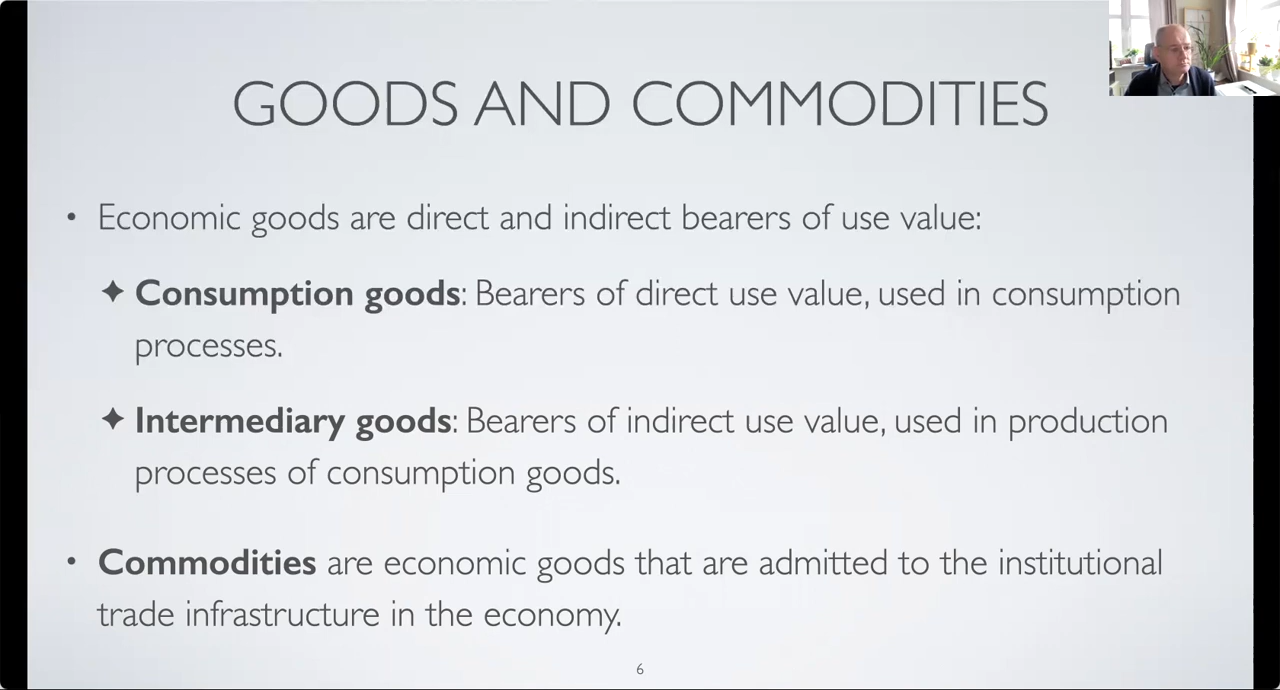 GOODS AND COMMODITIES
• Economic goods are direct and indirect bearers of use value:
✦ Consumption goods: Bearers of direct use value, used in consumption
processes.
✦ Intermediary goods: Bearers of indirect use value, used in production
processes of consumption goods.
• Commodities are economic goods that are admitted to the institutional
trade infrastructure in the economy.
6